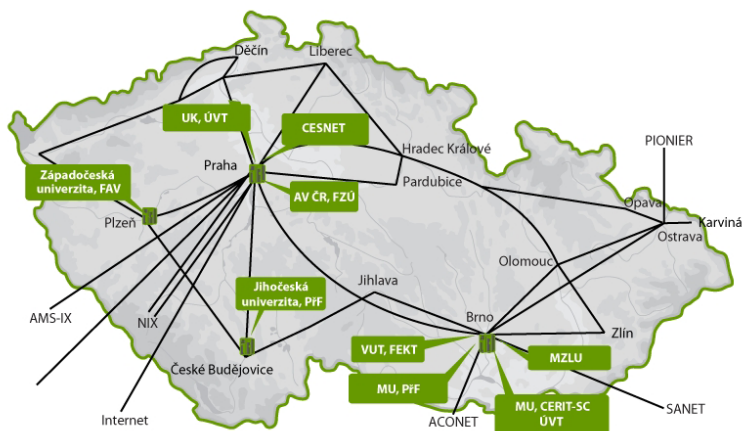 Děčín
Liberec
UK, ÚVT
CESNET
PIONIER
Hradec Králové
Praha
Západočeská
univerzita, FAV
Pardubice
AV ČR, FZÚ
Opava
Karviná
Plzeň
Ostrava
Olomouc
Jihlava
Jihočeská
univerzita, PřF
AMS-IX
NIX
Brno
Zlín
VUT, FEKT
MZLU
České Budějovice
MU, PřF
MU, CERIT-SC
ÚVT
SANET
Internet
ACONET